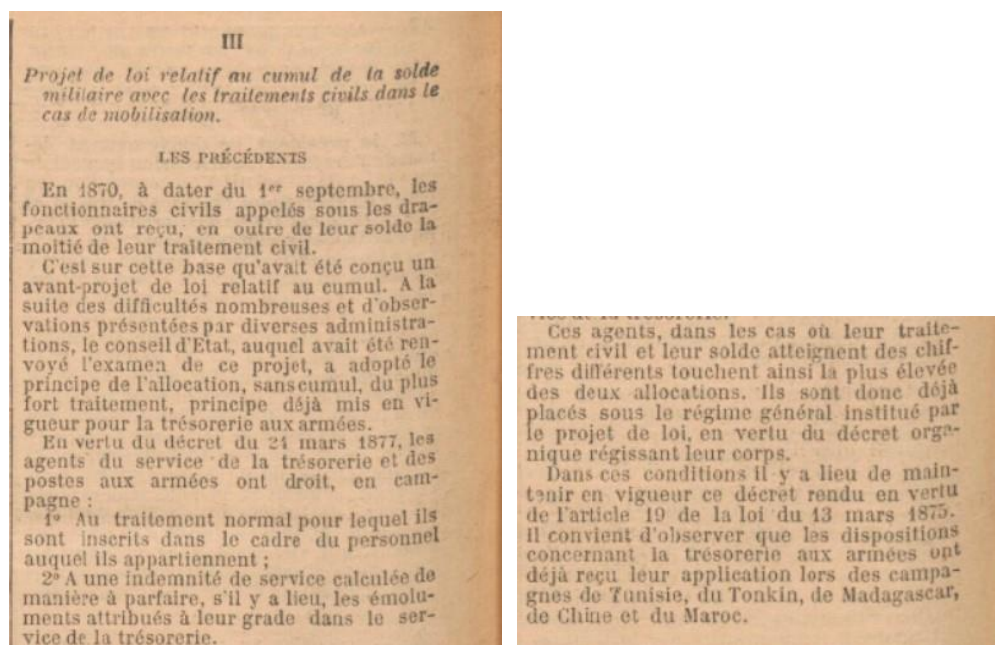 III
Projet de loi relatif au cumul de la solde
militaire avec les traitements civils dans le
cas de mobilisation.
LES PRÉCÉDENTS
En 1870, à dater du 1er septembre, les
fonctionnaires civils appelés sous les dra-
peaux ont reçu, en outre de leur solde la
moitié de leur traitement civil.
C'est sur cette base qu'avait été conçu un
avant-projet de loi relatif au cumul. A la
suite des difficultés nombreuses et d'obser-
vations présentées par diverses administra-
tions, le conseil d'Etat, auquel avait été ren-
voyé l'examen de ce projet, a adopté le
principe de l'allocation, sans cumul, du plus
fort traitement, principe déjà mis en vi-
gueur pour la trésorerie aux armées.
En vertu du décret du 24 mars 1877, les
agents du service de la trésorerie et des
postes aux armées ont droit, en cam-
pagne :
1° Au traitement normal pour lequel ils
sont inscrits dans le cadre du personnel
auquel ils appartiennent ;
2° A une indemnité de service calculée de
manière à parfaire, s'il y a lieu, les émolu-
ments attribués à leur grade dans le ser-
vice de la trésorerie.
Ces agents, dans les cas où leur traite-
ment civil et leur solde atteignent des chif-
fres différents touchent ainsi la plus élevée
des deux allocations. Ils sont donc déjà
placés sous le régime général institué par
le projet de loi, en vertu du décret orga-
nique régissant leur corps.
Dans ces conditions il y a lieu de main-
tenir en vigueur ce décret rendu en vertu
de l'article 19 de la loi du 13 mars 1875.
il convient d'observer que les dispositions
concernant la trésorerie aux armées ont
déjà reçu leur application lors des campa-
gnes de Tunisie, du Tonkin, de Madagascar,
de Chine et du Maroc.